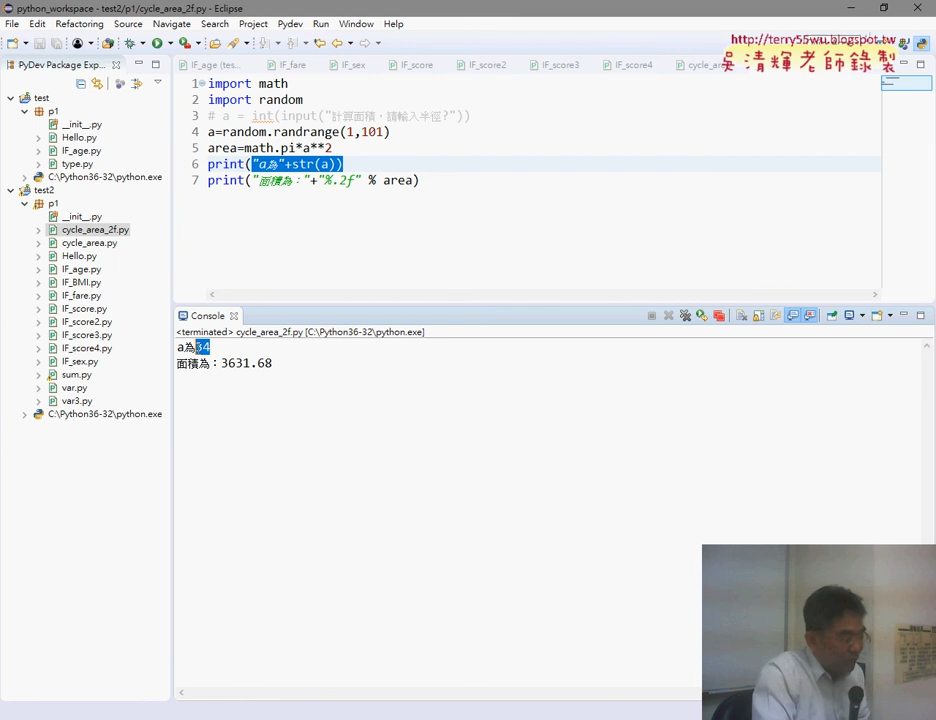 python_workspace - test2/p1/cycle_area_2f.py - Eclipse
File Edit Refactoring Source Navigate Search Project Pydev Run Window Help
http://terry55wu.blogspot.tw
吳清輝老師錄製
PyDev Package Exp...
IF_age (tes... IF_fare IF_sex IF_score IF_score2 IF_score3 IF_score4
test
p1
__init__.py
Hello.py
IF_age.py
type.py
C:\Python36-32\python.exe
test2
p1
__init__.py
cycle_area_2f.py
cycle_area.py
Hello.py
IF_age.py
IF_BMI.py
IF_fare.py
IF_score.py
IF_score2.py
IF_score3.py
IF_score4.py
IF_sex.py
sum.py
var.py
var3.py
C:\Python36-32\python.exe
1 import math
2 import random
3 # a = int(input("計算面積，請輸入半徑?"))
4 a=random.randrange(1,101)
5 area=math.pi*a**2
6 print("a為"+str(a))
7 print("面積為："+"%.2f" % area)
Console
<terminated> cycle_area_2f.py [C:\Python36-32\python.exe]
a為34
面積為：3631.68